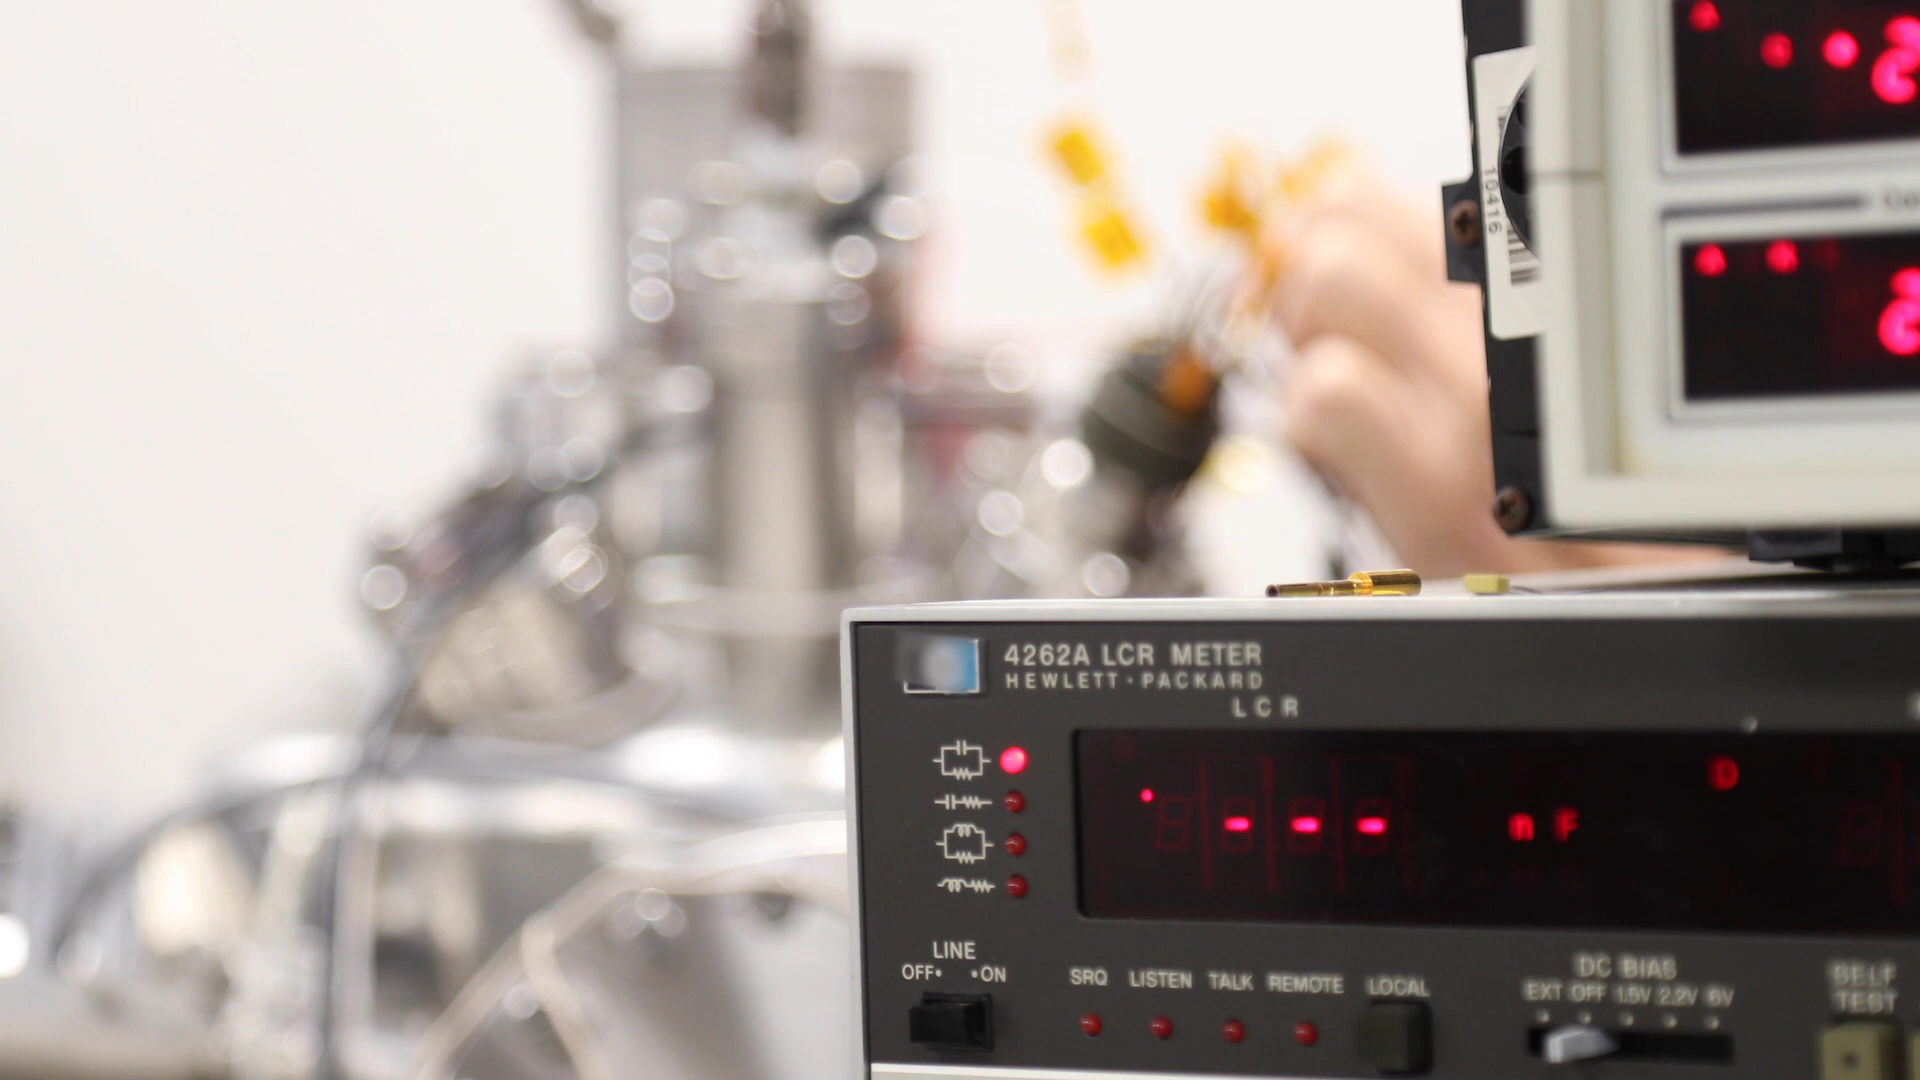 10416
4262A LCR METER
HEWLETT·PACKARD
LCR
- - - nF
D
LINE
OFF• •ON
SRQ LISTEN TALK REMOTE LOCAL
DC BIAS
EXT OFF 1.5V 2.2V 6V
SELF
TEST